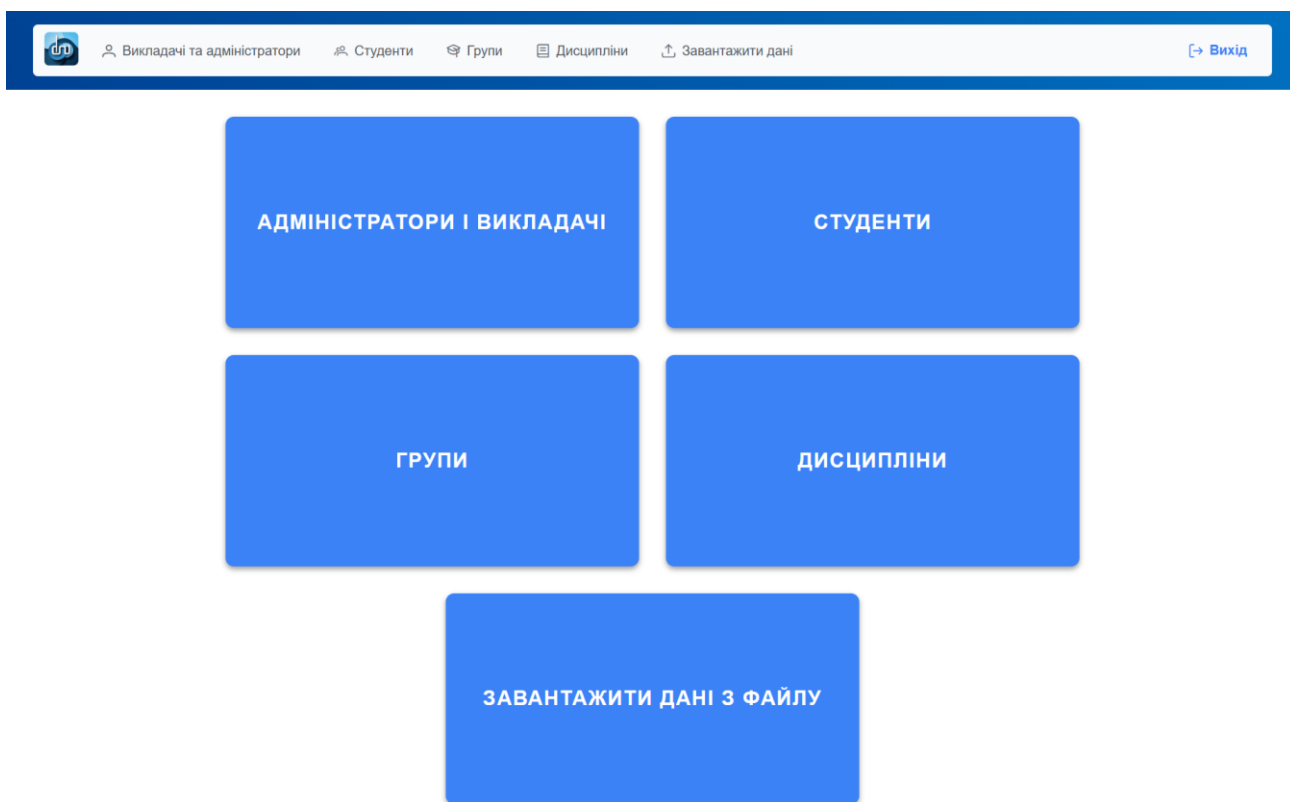 Викладачі та адміністратори Студенти Групи Дисципліни Завантажити дані Вихід
АДМІНІСТРАТОРИ І ВИКЛАДАЧІ
СТУДЕНТИ
ГРУПИ
ДИСЦИПЛІНИ
ЗАВАНТАЖИТИ ДАНІ З ФАЙЛУ